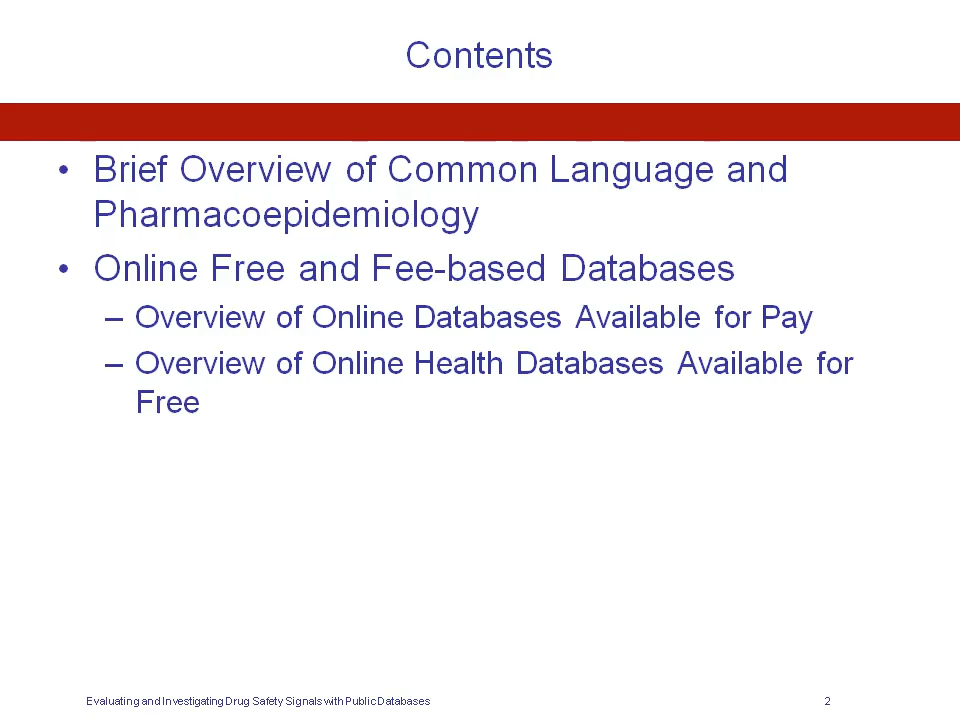 Contents
• Brief Overview of Common Language and
Pharmacoepidemiology
• Online Free and Fee-based Databases
– Overview of Online Databases Available for Pay
– Overview of Online Health Databases Available for
Free
Evaluating and Investigating Drug Safety Signals with Public Databases
2